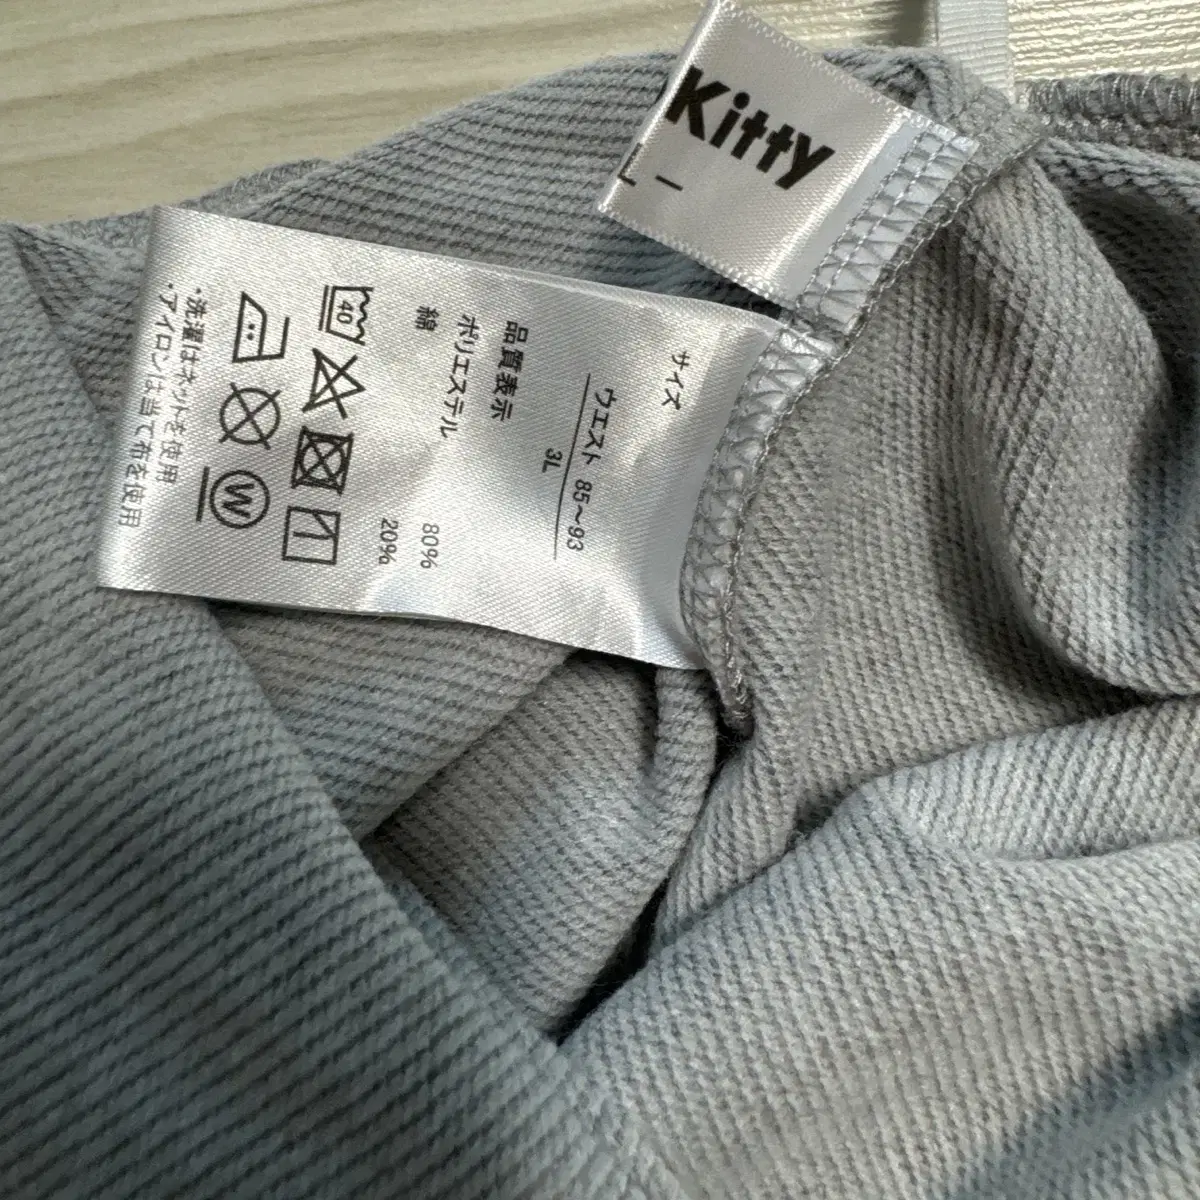 Kitty
サイズ
ウエスト 85~93
3L
品質表示
ポリエステル 80%
綿 20%
40
W
・洗濯はネットを使用
・アイロンは当て布を使用